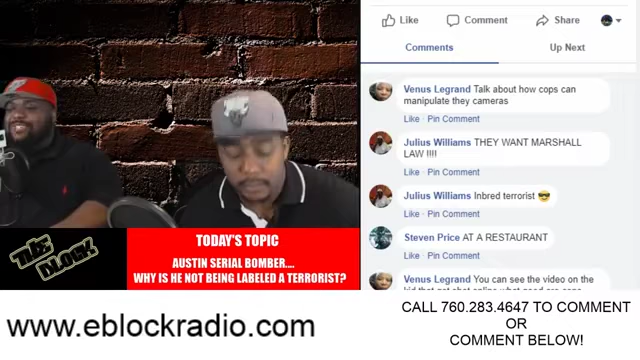 Like
Comment
Share
Comments
Up Next
Venus Legrand Talk about how cops can
manipulate they cameras
Like · Pin Comment
Julius Williams THEY WANT MARSHALL
LAW !!!!
Like · Pin Comment
Julius Williams Inbred terrorist 😎
Like · Pin Comment
Steven Price AT A RESTAURANT
Like · Pin Comment
Venus Legrand You can see the video on the
THE
BLOCK
TODAY'S TOPIC
AUSTIN SERIAL BOMBER....
WHY IS HE NOT BEING LABELED A TERRORIST?
www.eblockradio.com
CALL 760.283.4647 TO COMMENT
OR
COMMENT BELOW!